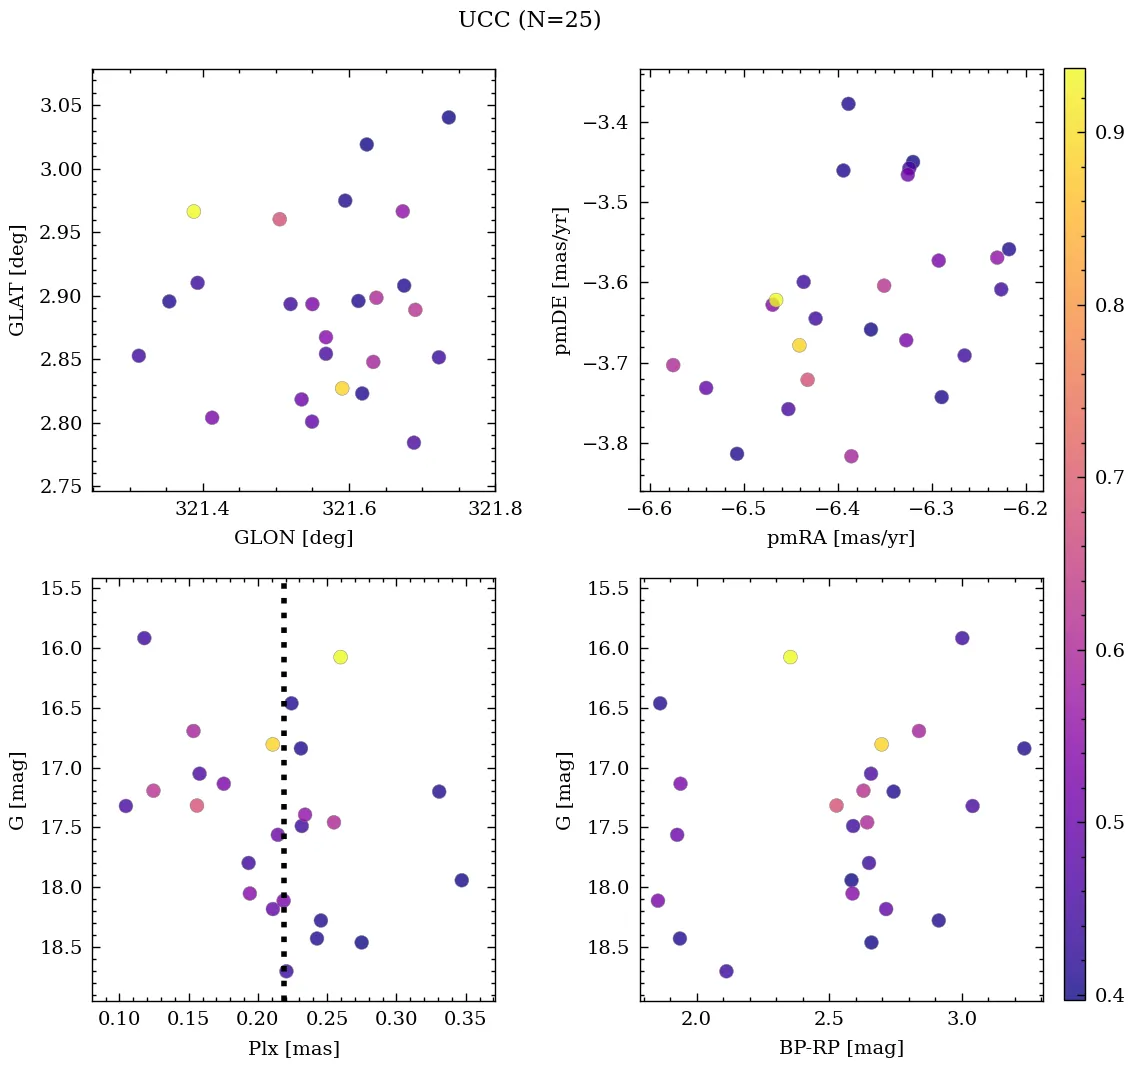 UCC (N=25)
3.05
3.00
2.95
2.90
2.85
2.80
2.75
GLAT [deg]
321.4 321.6 321.8
GLON [deg]
−3.4
−3.5
−3.6
−3.7
−3.8
pmDE [mas/yr]
−6.6 −6.5 −6.4 −6.3 −6.2
pmRA [mas/yr]
0.9
0.8
0.7
0.6
0.5
0.4
15.5
16.0
16.5
17.0
17.5
18.0
18.5
G [mag]
0.10 0.15 0.20 0.25 0.30 0.35
Plx [mas]
15.5
16.0
16.5
17.0
17.5
18.0
18.5
G [mag]
2.0 2.5 3.0
BP-RP [mag]